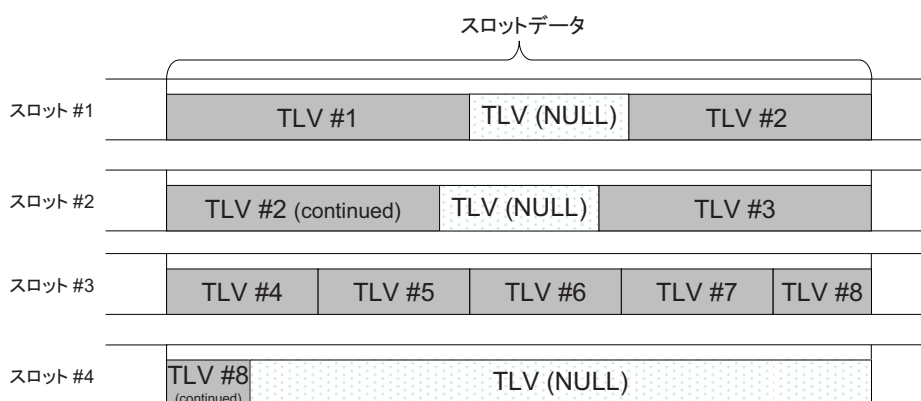 スロットデータ
スロット #1
TLV #1
TLV (NULL)
TLV #2
スロット #2
TLV #2 (continued)
TLV (NULL)
TLV #3
スロット #3
TLV #4
TLV #5
TLV #6
TLV #7
TLV #8
スロット #4
TLV #8
(continued)
TLV (NULL)